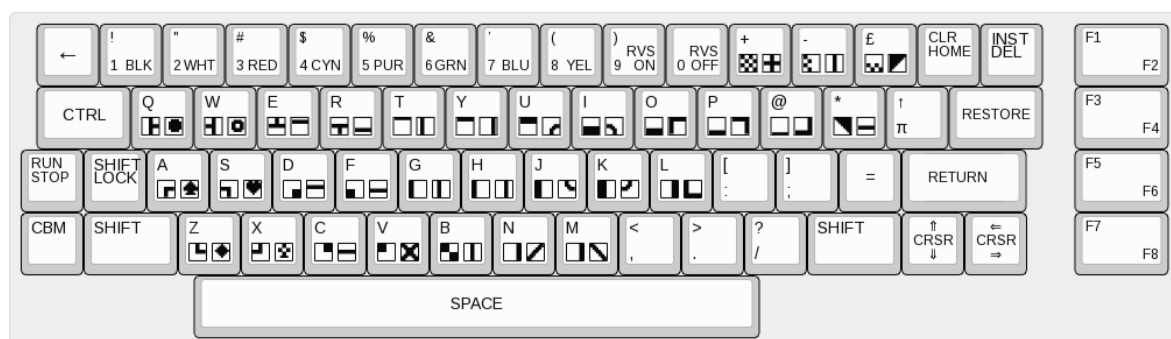 ← ! 1 BLK " 2 WHT # 3 RED $ 4 CYN % 5 PUR & 6 GRN ' 7 BLU ( 8 YEL ) 9 RVS ON 0 RVS OFF + - £ CLR HOME INST DEL F1 F2
CTRL Q W E R T Y U I O P @ * ↑ π RESTORE F3 F4
RUN STOP SHIFT LOCK A S D F G H J K L [ : ] ; = RETURN F5 F6
CBM SHIFT Z X C V B N M < , > . ? / SHIFT ⇑ CRSR ⇓ ⇐ CRSR ⇒ F7 F8
SPACE